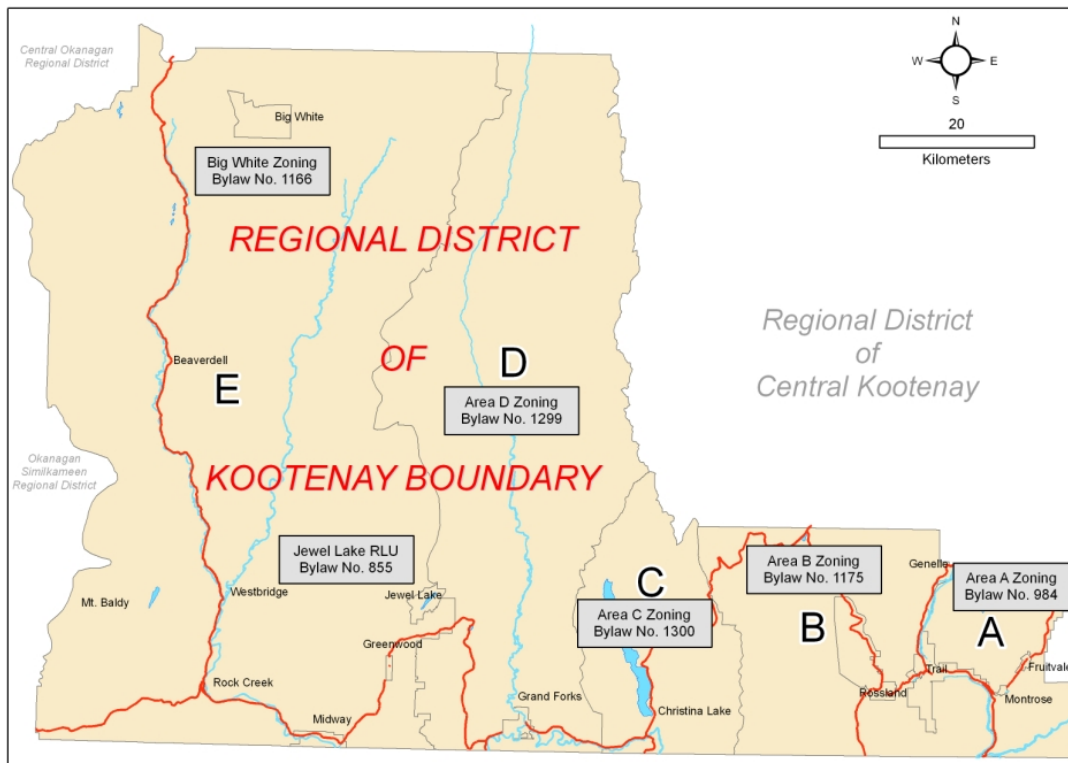 Central Okanagan
Regional District
N
W
E
S
20
Kilometers
Big White
Big White Zoning
Bylaw No. 1166
REGIONAL DISTRICT
OF
KOOTENAY BOUNDARY
Regional District
of
Central Kootenay
Beaverdell
E
D
Area D Zoning
Bylaw No. 1299
Okanagan
Similkameen
Regional District
Jewel Lake RLU
Bylaw No. 855
Mt. Baldy
Westbridge
Jewel Lake
C
Area C Zoning
Bylaw No. 1300
Area B Zoning
Bylaw No. 1175
B
Genelle
Area A Zoning
Bylaw No. 984
A
Greenwood
Rock Creek
Midway
Grand Forks
Christina Lake
Rossland
Trail
Fruitvale
Montrose